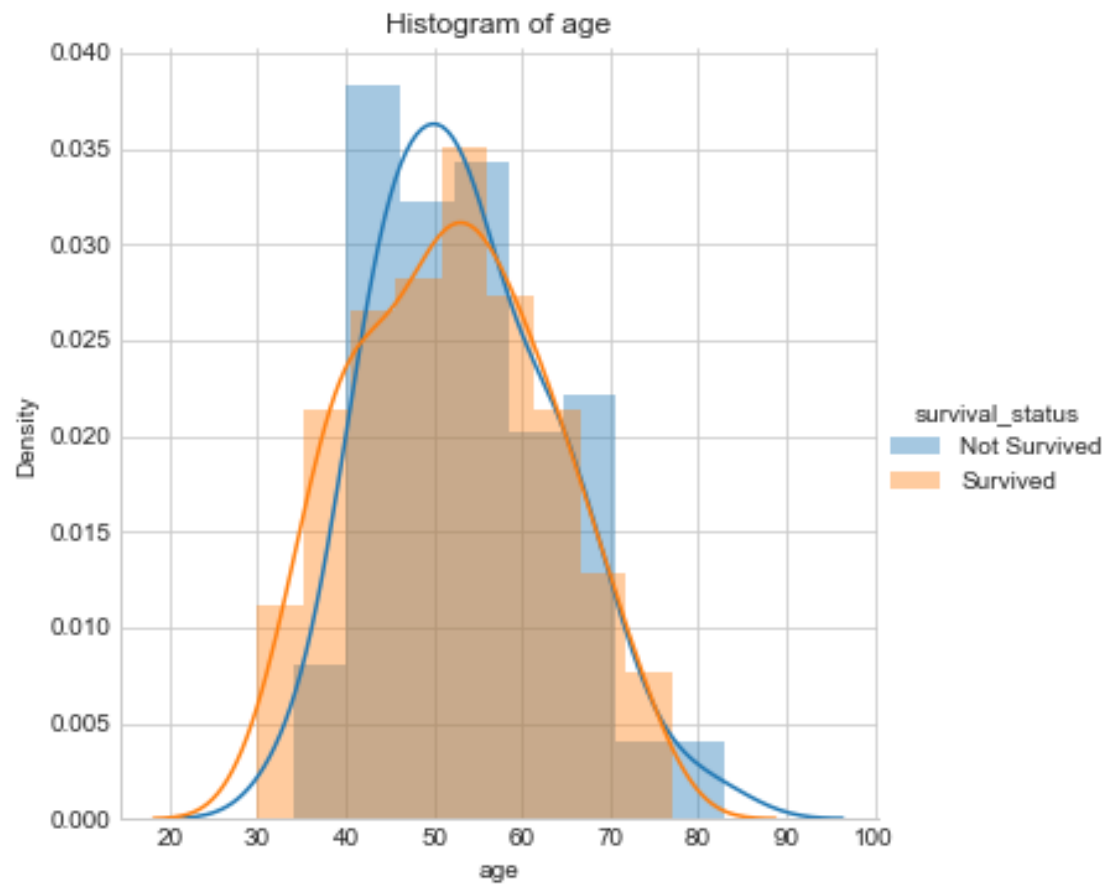 Histogram of age
0.040
0.035
0.030
0.025
0.020
0.015
0.010
0.005
0.000
Density
20 30 40 50 60 70 80 90 100
age
survival_status
Not Survived
Survived